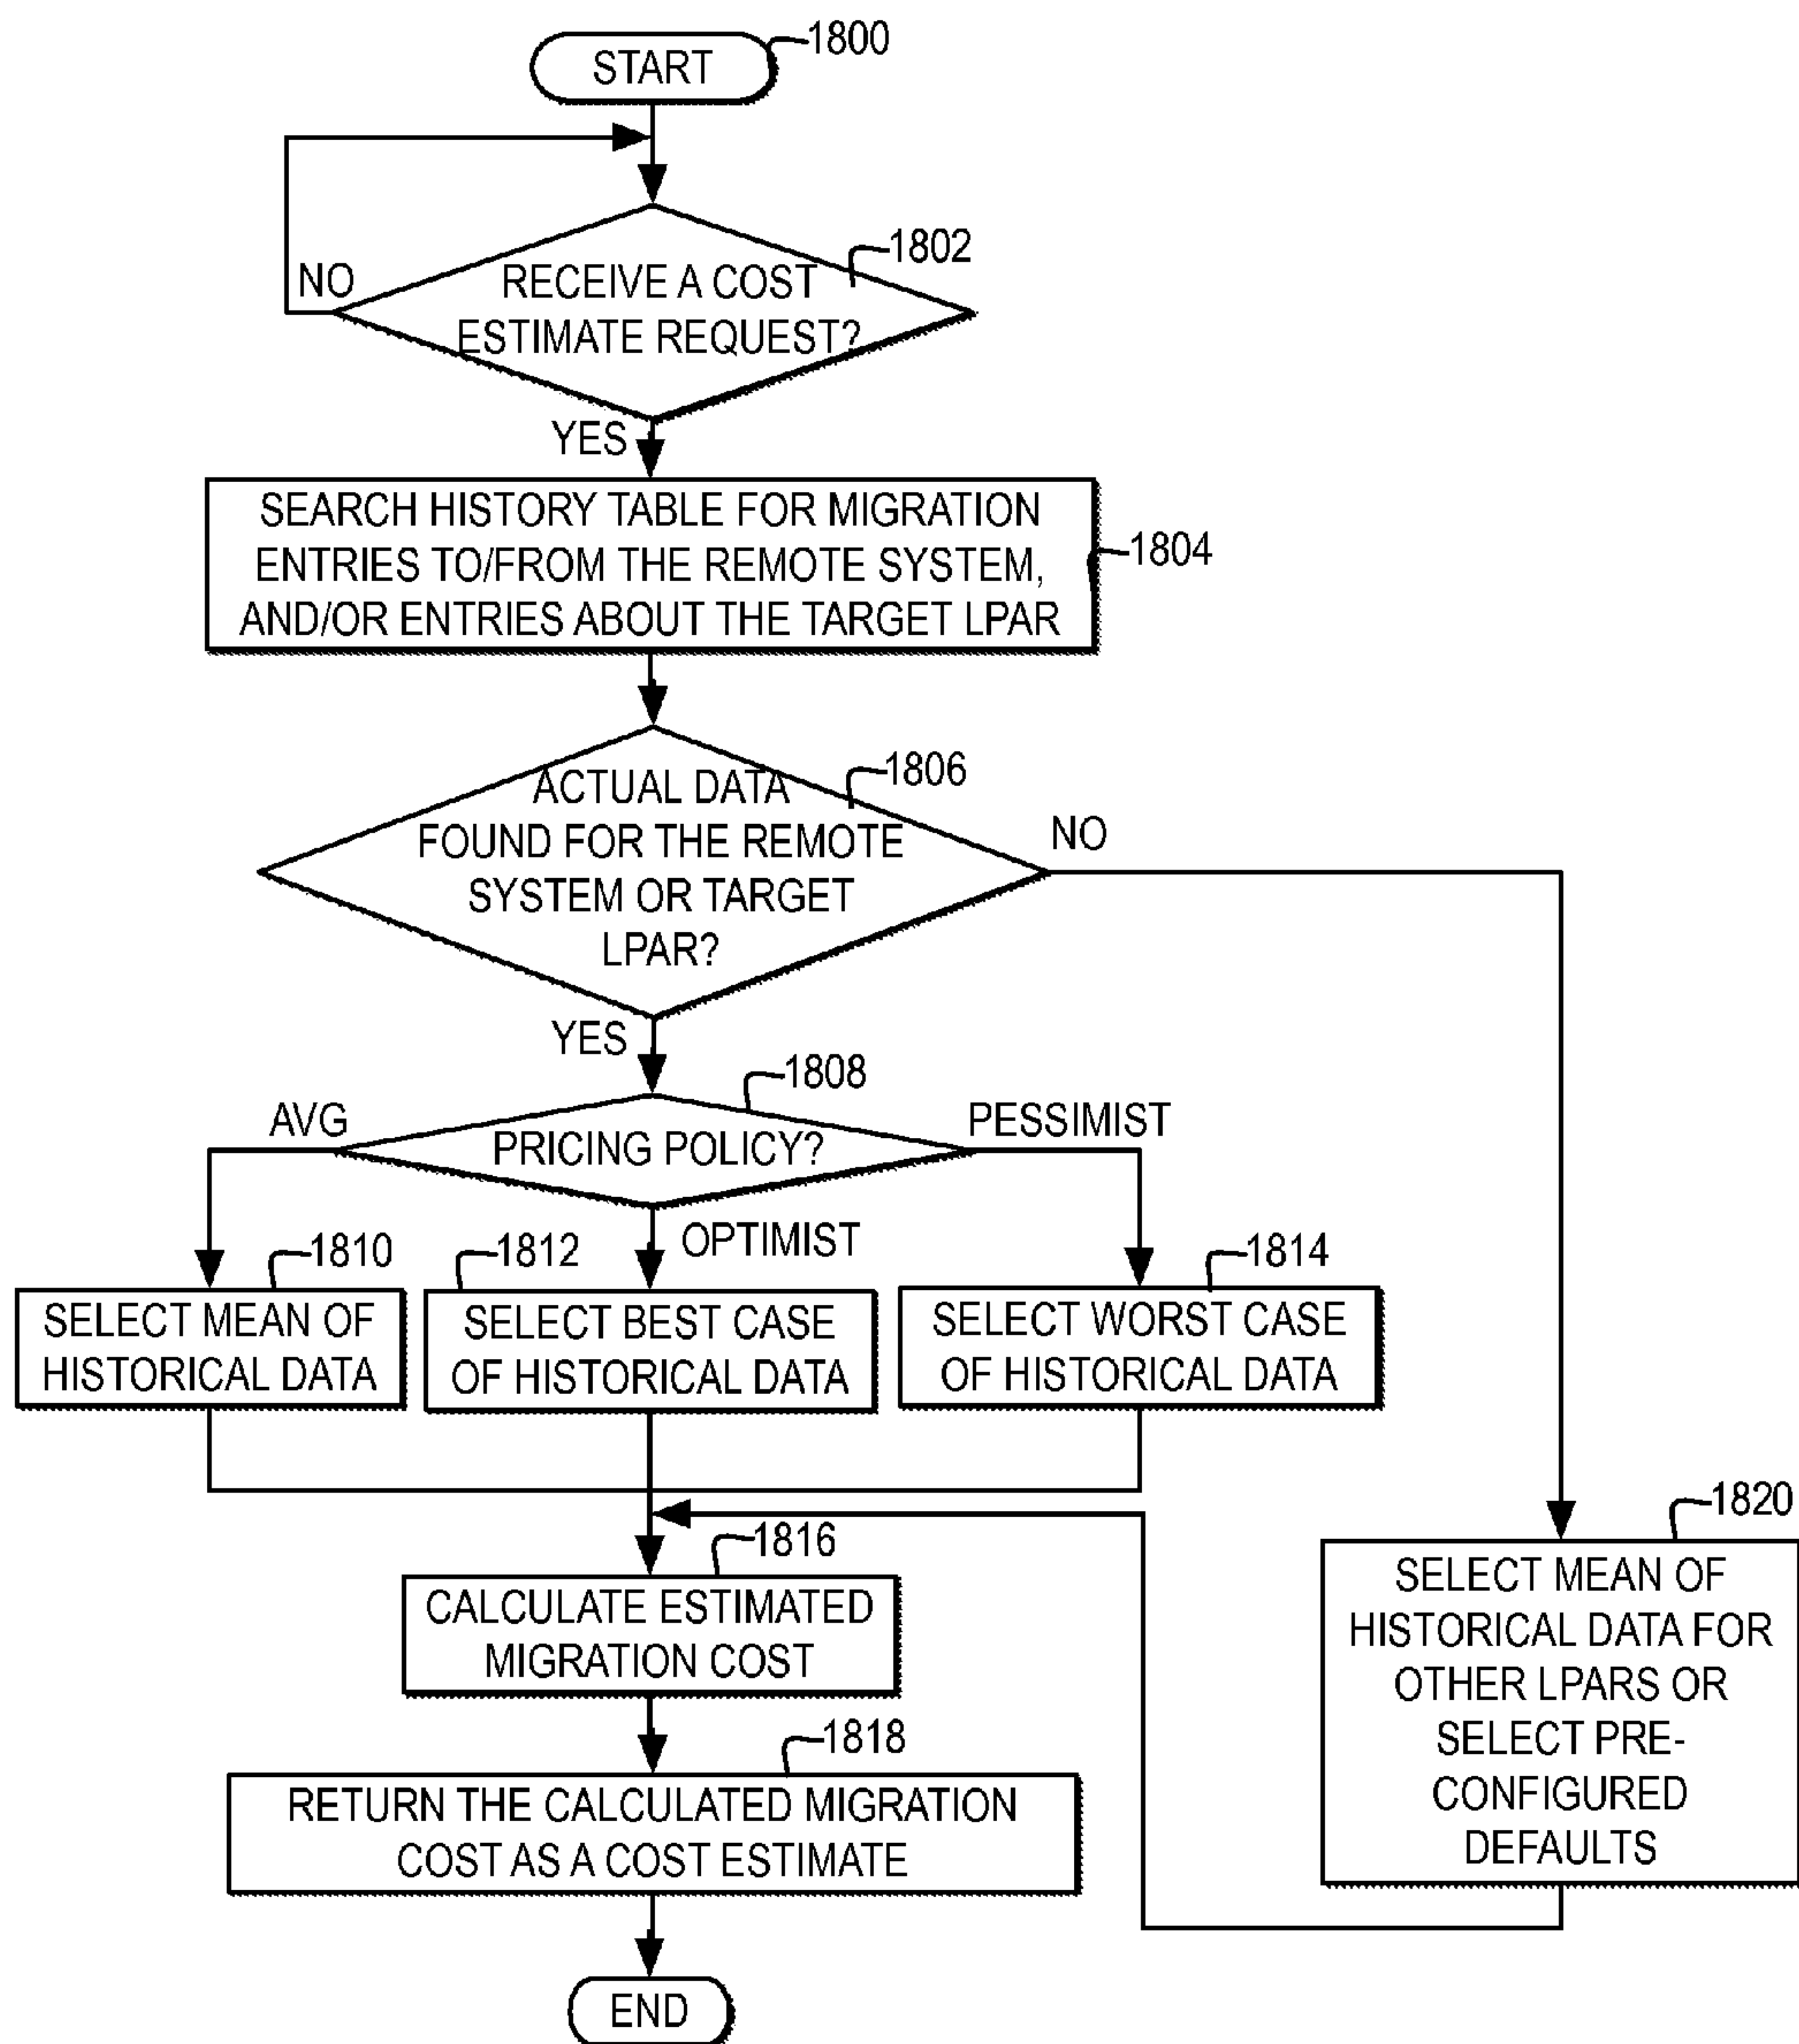 START
1800
1802
NO
RECEIVE A COST
ESTIMATE REQUEST?
YES
SEARCH HISTORY TABLE FOR MIGRATION
ENTRIES TO/FROM THE REMOTE SYSTEM,
AND/OR ENTRIES ABOUT THE TARGET LPAR
1804
1806
ACTUAL DATA
FOUND FOR THE REMOTE
SYSTEM OR TARGET
LPAR?
NO
YES
1808
AVG
PRICING POLICY?
PESSIMIST
OPTIMIST
1810
SELECT MEAN OF
HISTORICAL DATA
1812
SELECT BEST CASE
OF HISTORICAL DATA
1814
SELECT WORST CASE
OF HISTORICAL DATA
1816
CALCULATE ESTIMATED
MIGRATION COST
1818
RETURN THE CALCULATED MIGRATION
COST AS A COST ESTIMATE
1820
SELECT MEAN OF
HISTORICAL DATA FOR
OTHER LPARS OR
SELECT PRE-
CONFIGURED
DEFAULTS
END